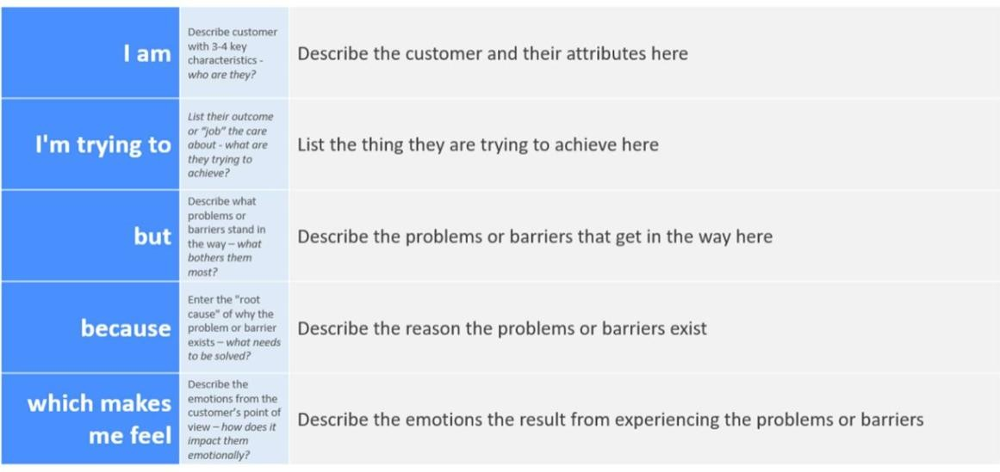 I am
Describe customer
with 3-4 key
characteristics -
who are they?
Describe the customer and their attributes here
I'm trying to
List their outcome
or "job" the care
about - what are
they trying to
achieve?
List the thing they are trying to achieve here
but
Describe what
problems or
barriers stand in
the way – what
bothers them
most?
Describe the problems or barriers that get in the way here
because
Enter the "root
cause" of why the
problem or barrier
exists – what needs
to be solved?
Describe the reason the problems or barriers exist
which makes
me feel
Describe the
emotions from the
customer's point of
view – how does it
impact them
emotionally?
Describe the emotions the result from experiencing the problems or barriers